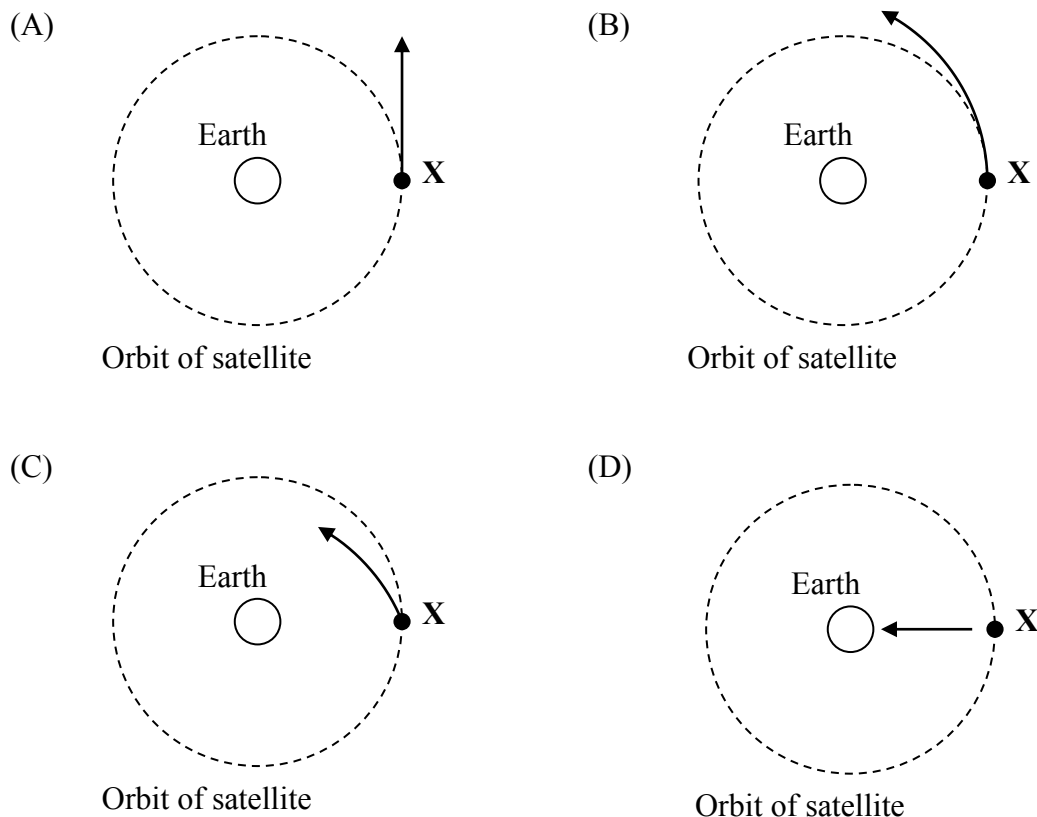 (A)
Earth
X
Orbit of satellite
(B)
Earth
X
Orbit of satellite
(C)
Earth
X
Orbit of satellite
(D)
Earth
X
Orbit of satellite